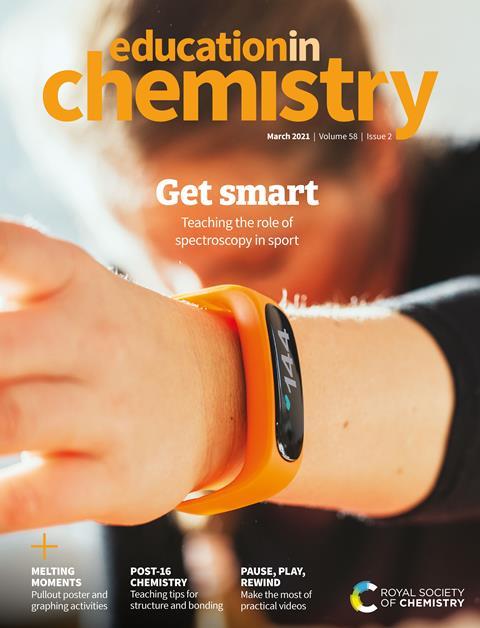 educationin
chemistry
March 2021 | Volume 58 | Issue 2
Get smart
Teaching the role of
spectroscopy in sport
144
MELTING
MOMENTS
Pullout poster and
graphing activities
POST-16
CHEMISTRY
Teaching tips for
structure and bonding
PAUSE, PLAY,
REWIND
Make the most of
practical videos
ROYAL SOCIETY
OF CHEMISTRY